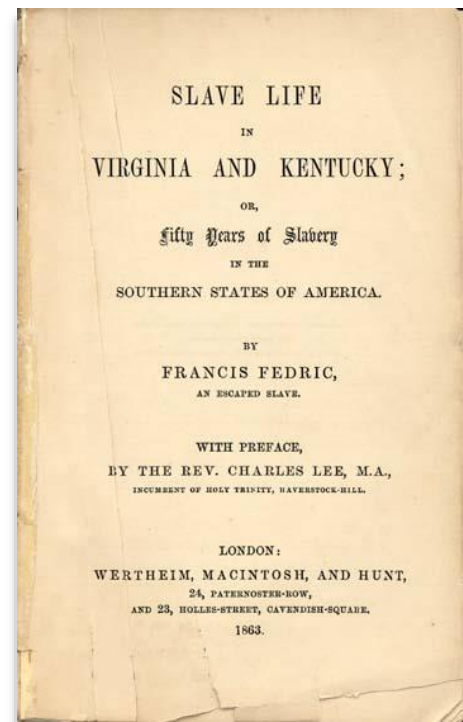 SLAVE LIFE
IN
VIRGINIA AND KENTUCKY;
OR,
Fifty Years of Slavery
IN THE
SOUTHERN STATES OF AMERICA.
BY
FRANCIS FEDRIC,
AN ESCAPED SLAVE.
WITH PREFACE,
BY THE REV. CHARLES LEE, M.A.,
INCUMBENT OF HOLY TRINITY, HAVERSTOCK-HILL.
LONDON:
WERTHEIM, MACINTOSH, AND HUNT,
24, PATERNOSTER-ROW,
AND 23, HOLLES-STREET, CAVENDISH-SQUARE.
1863.